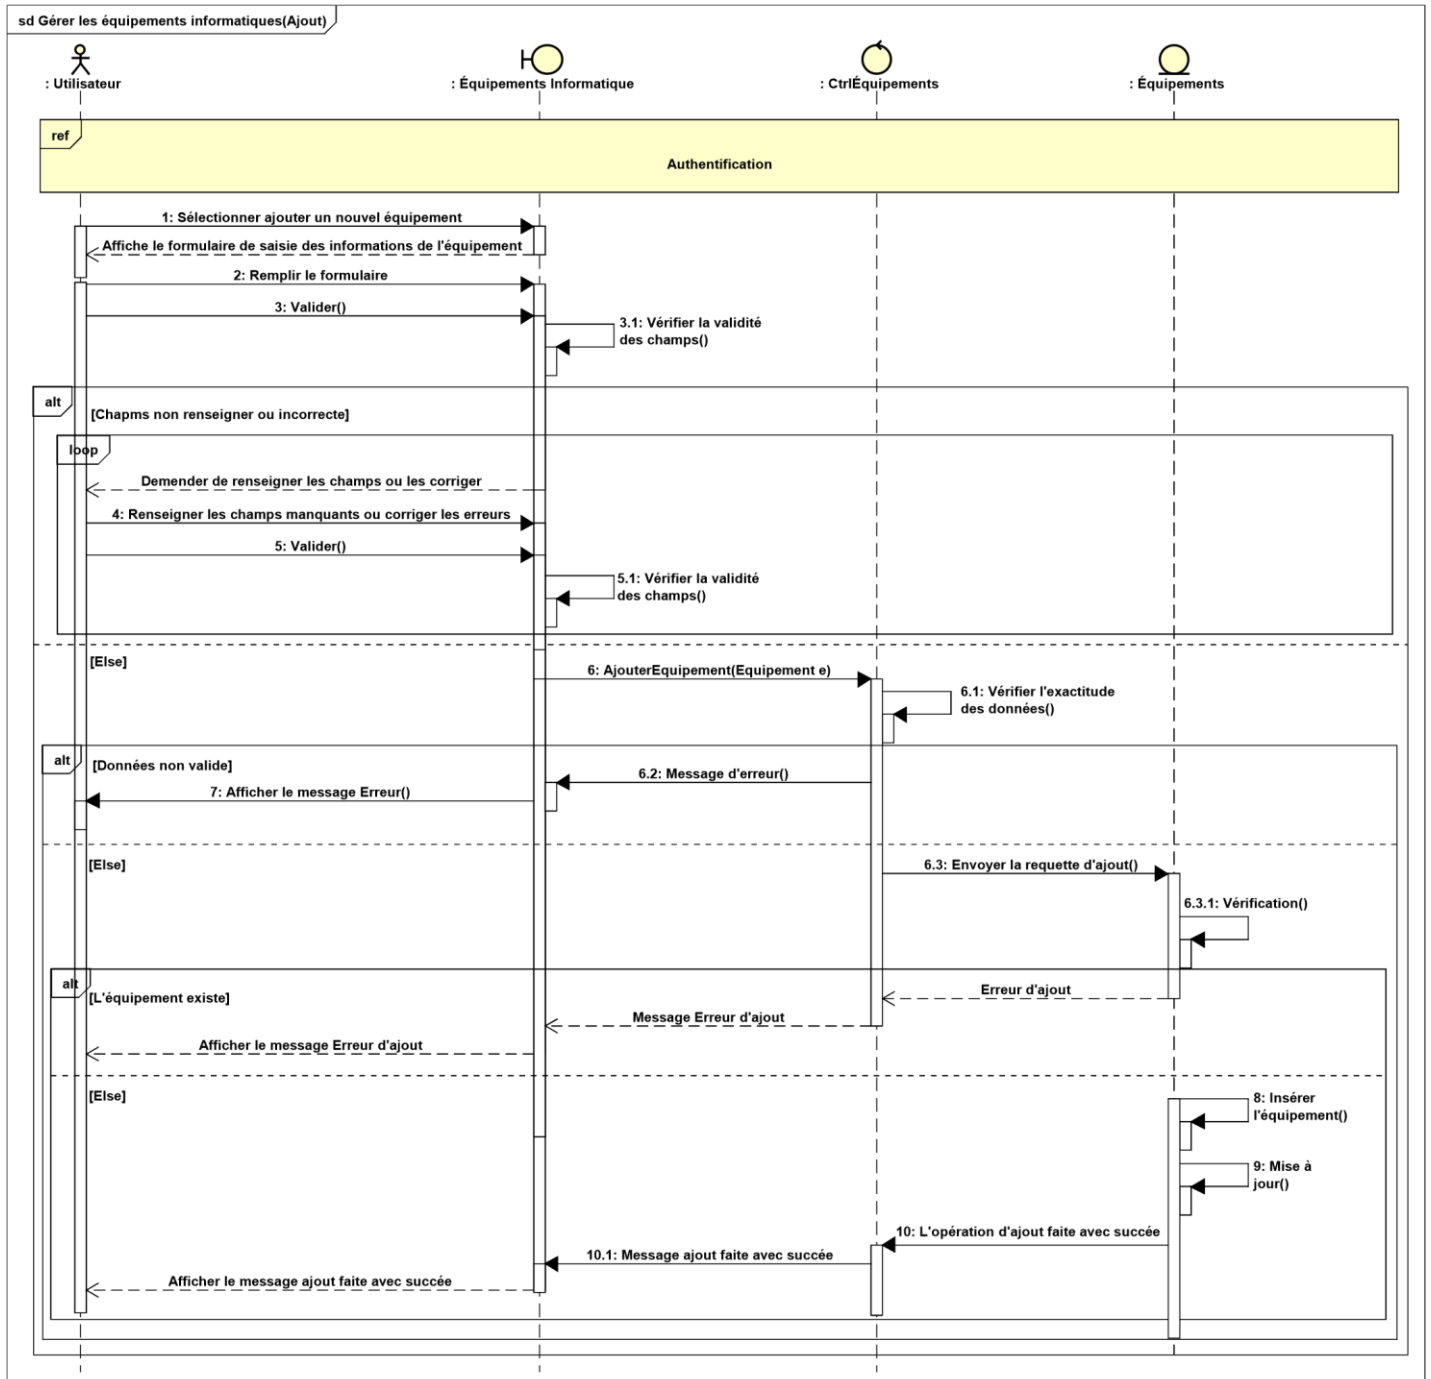 sd Gérer les équipements informatiques(Ajout)
: Utilisateur
: Équipements Informatique
: CtrlÉquipements
: Équipements
ref
Authentification
1: Sélectionner ajouter un nouvel équipement
Affiche le formulaire de saisie des informations de l'équipement
2: Remplir le formulaire
3: Valider()
3.1: Vérifier la validité
des champs()
alt
[Chapms non renseigner ou incorrecte]
loop
Demender de renseigner les champs ou les corriger
4: Renseigner les champs manquants ou corriger les erreurs
5: Valider()
5.1: Vérifier la validité
des champs()
[Else]
6: AjouterEquipement(Equipement e)
6.1: Vérifier l'exactitude
des données()
alt
[Données non valide]
6.2: Message d'erreur()
7: Afficher le message Erreur()
[Else]
6.3: Envoyer la requette d'ajout()
6.3.1: Vérification()
alt
[L'équipement existe]
Erreur d'ajout
Message Erreur d'ajout
Afficher le message Erreur d'ajout
[Else]
8: Insérer
l'équipement()
9: Mise à
jour()
10: L'opération d'ajout faite avec succée
10.1: Message ajout faite avec succée
Afficher le message ajout faite avec succée